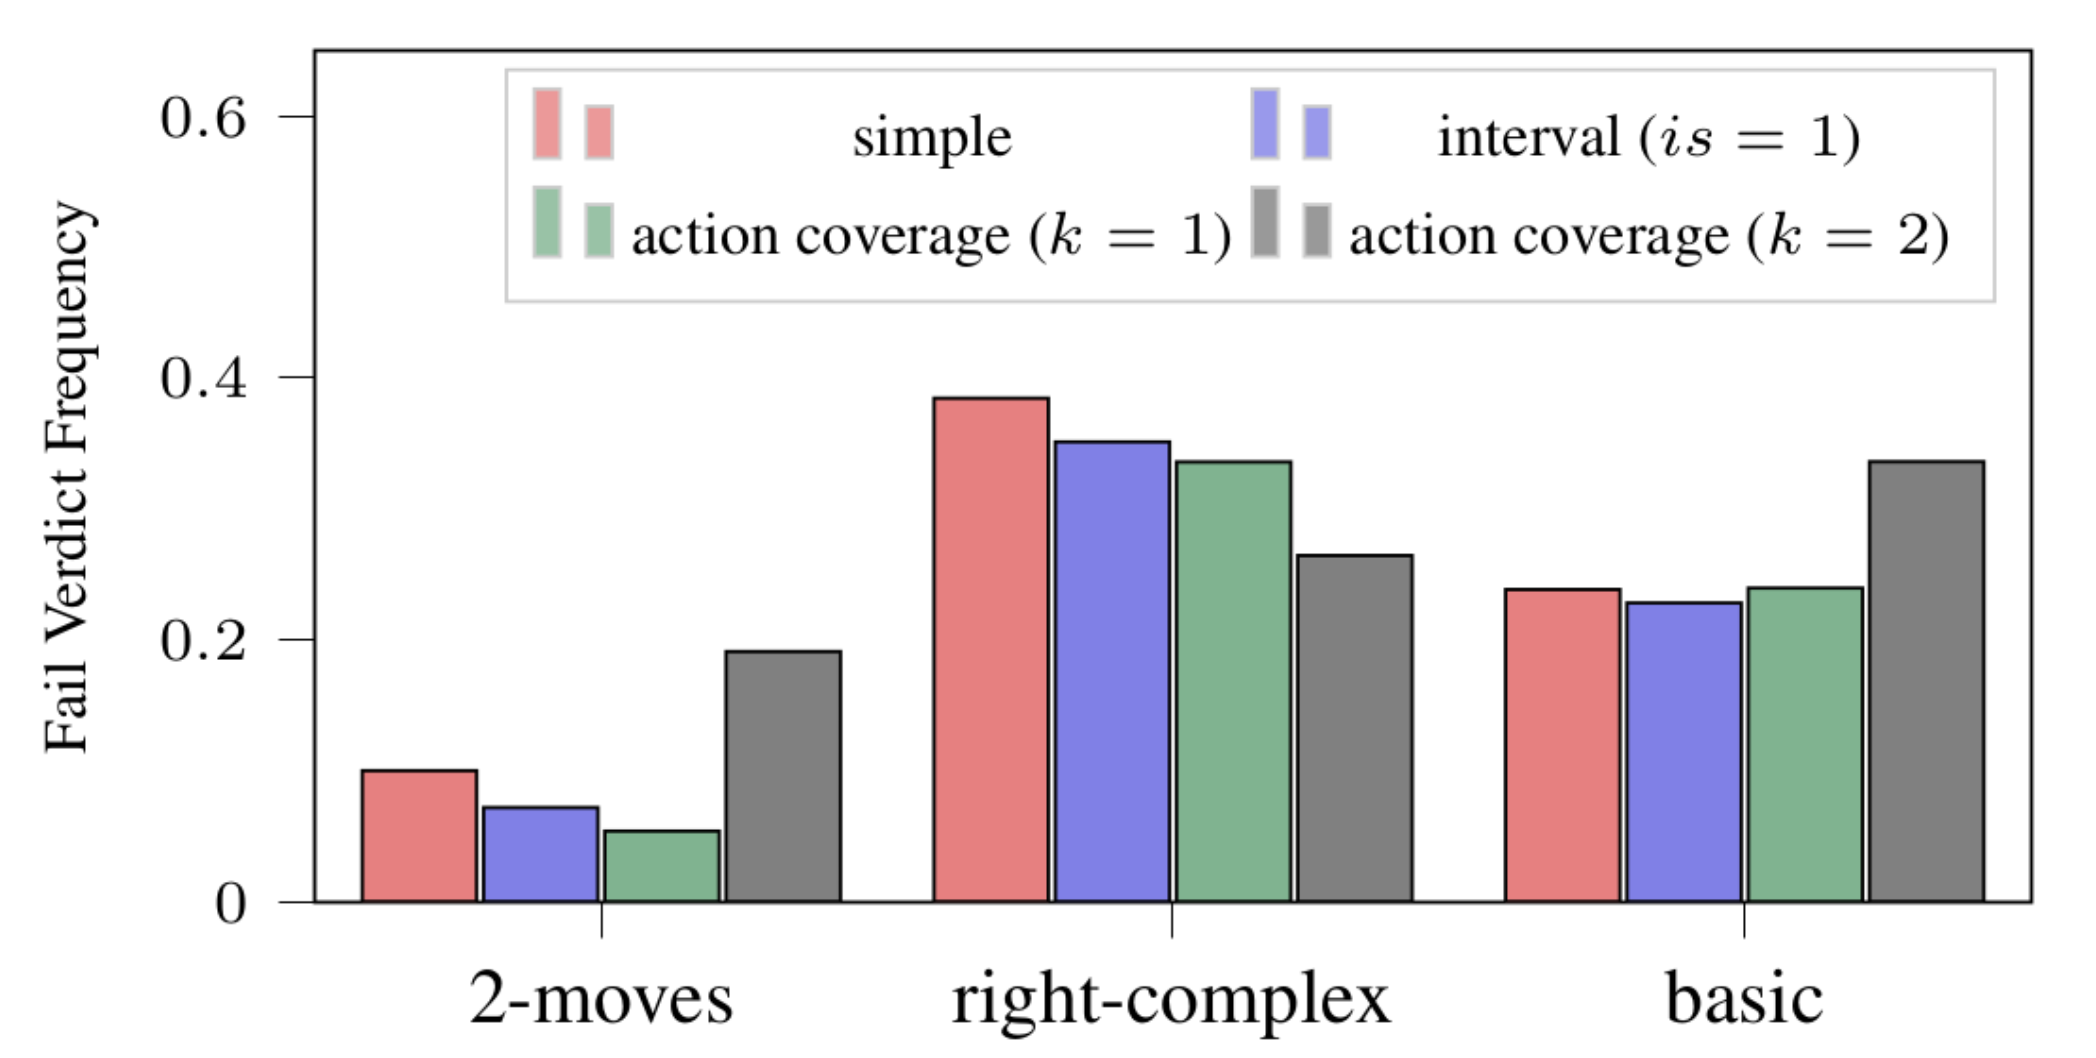 Fail Verdict Frequency
0.6
0.4
0.2
0
simple
interval (is = 1)
action coverage (k = 1)
action coverage (k = 2)
2-moves
right-complex
basic